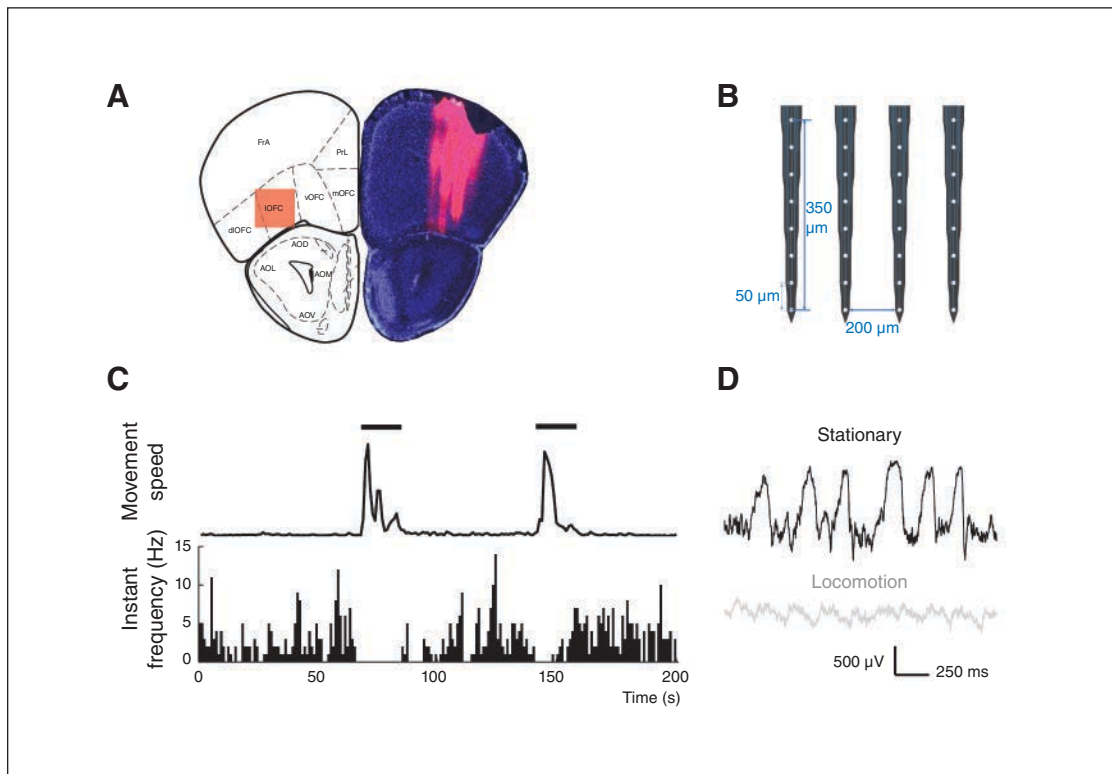 A
FrA
PrL
vOFC
mOFC
iOFC
dlOFC
AOD
AOL
AOM
AOV
B
350
µm
50 µm
200 µm
C
Movement
speed
Instant
frequency (Hz)
15
10
5
0
0
50
100
150
200
Time (s)
D
Stationary
Locomotion
500 µV
250 ms